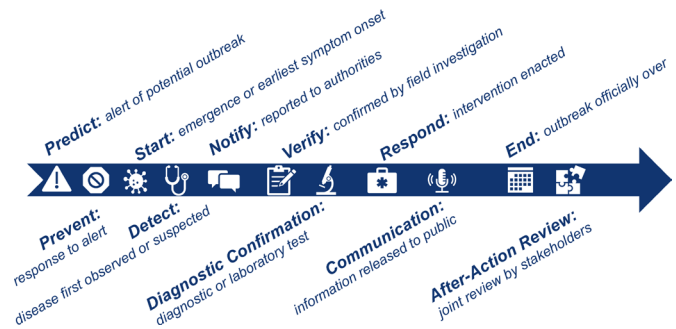 Predict: alert of potential outbreak
Start: emergence or earliest symptom onset
Notify: reported to authorities
Verify: confirmed by field investigation
Respond: intervention enacted
End: outbreak officially over
Prevent:
response to alert
Detect:
disease first observed or suspected
Diagnostic Confirmation:
diagnostic or laboratory test
Communication:
information released to public
After-Action Review:
joint review by stakeholders